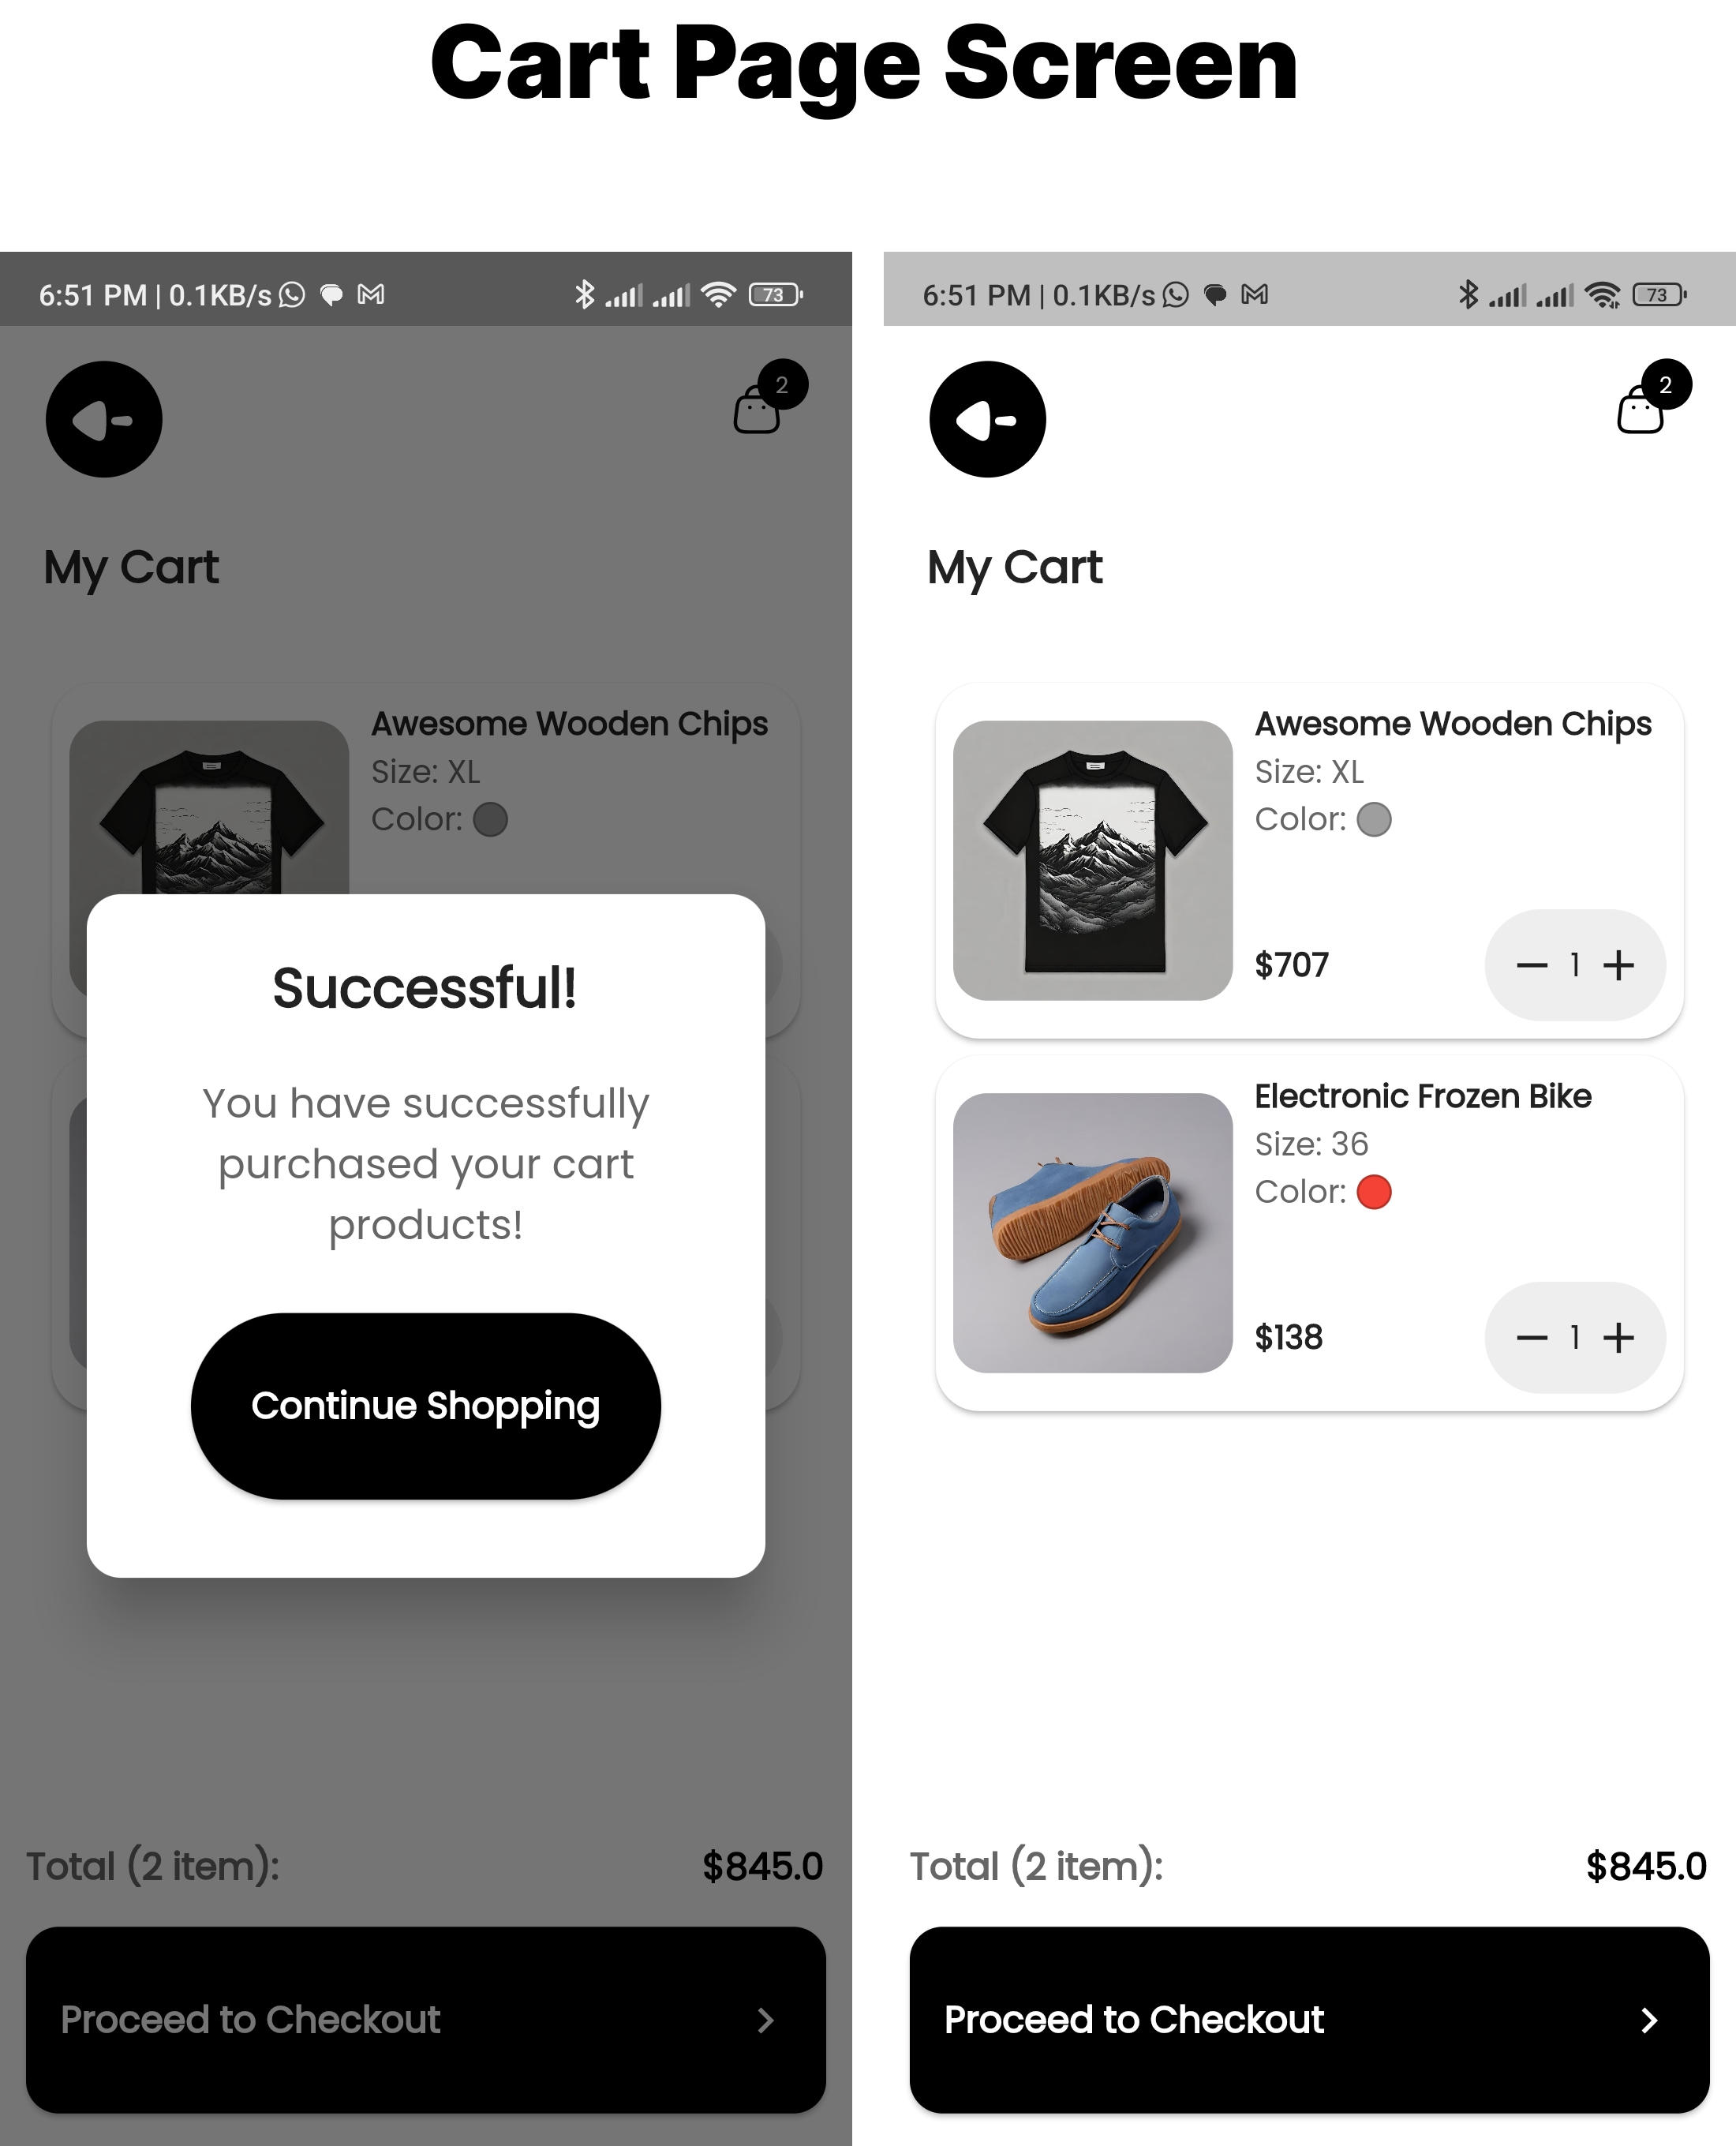 Cart Page Screen
6:51 PM | 0.1KB/s
73
2
My Cart
Awesome Wooden Chips
Size: XL
Color:
Successful!
You have successfully
purchased your cart
products!
Continue Shopping
Total (2 item):
$845.0
Proceed to Checkout
6:51 PM | 0.1KB/s
73
2
My Cart
Awesome Wooden Chips
Size: XL
Color:
$707
1
Electronic Frozen Bike
Size: 36
Color:
$138
1
Total (2 item):
$845.0
Proceed to Checkout